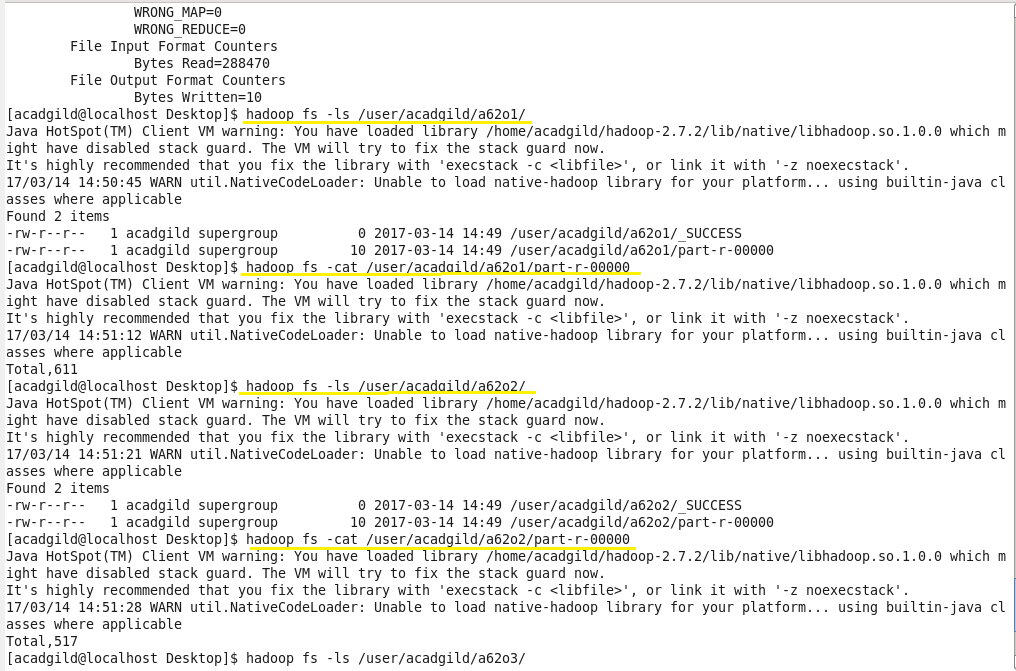 WRONG_MAP=0
WRONG_REDUCE=0
File Input Format Counters
Bytes Read=288470
File Output Format Counters
Bytes Written=10
[acadgild@localhost Desktop]$ hadoop fs -ls /user/acadgild/a62o1/
Java HotSpot(TM) Client VM warning: You have loaded library /home/acadgild/hadoop-2.7.2/lib/native/libhadoop.so.1.0.0 which m
ight have disabled stack guard. The VM will try to fix the stack guard now.
It's highly recommended that you fix the library with 'execstack -c <libfile>', or link it with '-z noexecstack'.
17/03/14 14:50:45 WARN util.NativeCodeLoader: Unable to load native-hadoop library for your platform... using builtin-java cl
asses where applicable
Found 2 items
-rw-r--r--   1 acadgild supergroup          0 2017-03-14 14:49 /user/acadgild/a62o1/_SUCCESS
-rw-r--r--   1 acadgild supergroup         10 2017-03-14 14:49 /user/acadgild/a62o1/part-r-00000
[acadgild@localhost Desktop]$ hadoop fs -cat /user/acadgild/a62o1/part-r-00000
Java HotSpot(TM) Client VM warning: You have loaded library /home/acadgild/hadoop-2.7.2/lib/native/libhadoop.so.1.0.0 which m
ight have disabled stack guard. The VM will try to fix the stack guard now.
It's highly recommended that you fix the library with 'execstack -c <libfile>', or link it with '-z noexecstack'.
17/03/14 14:51:12 WARN util.NativeCodeLoader: Unable to load native-hadoop library for your platform... using builtin-java cl
asses where applicable
Total,611
[acadgild@localhost Desktop]$ hadoop fs -ls /user/acadgild/a62o2/
Java HotSpot(TM) Client VM warning: You have loaded library /home/acadgild/hadoop-2.7.2/lib/native/libhadoop.so.1.0.0 which m
ight have disabled stack guard. The VM will try to fix the stack guard now.
It's highly recommended that you fix the library with 'execstack -c <libfile>', or link it with '-z noexecstack'.
17/03/14 14:51:21 WARN util.NativeCodeLoader: Unable to load native-hadoop library for your platform... using builtin-java cl
asses where applicable
Found 2 items
-rw-r--r--   1 acadgild supergroup          0 2017-03-14 14:49 /user/acadgild/a62o2/_SUCCESS
-rw-r--r--   1 acadgild supergroup         10 2017-03-14 14:49 /user/acadgild/a62o2/part-r-00000
[acadgild@localhost Desktop]$ hadoop fs -cat /user/acadgild/a62o2/part-r-00000
Java HotSpot(TM) Client VM warning: You have loaded library /home/acadgild/hadoop-2.7.2/lib/native/libhadoop.so.1.0.0 which m
ight have disabled stack guard. The VM will try to fix the stack guard now.
It's highly recommended that you fix the library with 'execstack -c <libfile>', or link it with '-z noexecstack'.
17/03/14 14:51:28 WARN util.NativeCodeLoader: Unable to load native-hadoop library for your platform... using builtin-java cl
asses where applicable
Total,517
[acadgild@localhost Desktop]$ hadoop fs -ls /user/acadgild/a62o3/